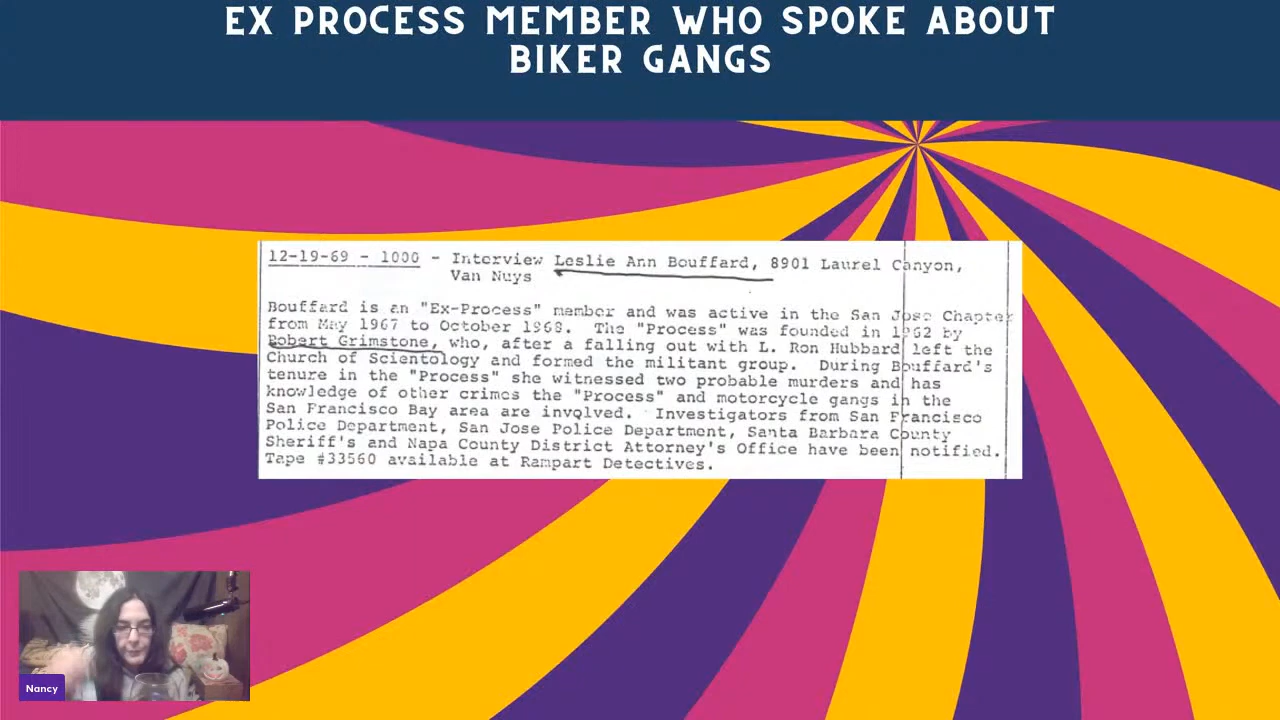 EX PROCESS MEMBER WHO SPOKE ABOUT
BIKER GANGS
12-19-69 - 1000 - Interview Leslie Ann Bouffard, 8901 Laurel Canyon,
Van Nuys
Bouffard is an "Ex-Process" member and was active in the San Jose Chapter
from May 1967 to October 1968. The "Process" was founded in 1962 by
Robert Grimstone, who, after a falling out with L. Ron Hubbard left the
Church of Scientology and formed the militant group. During Bouffard's
tenure in the "Process" she witnessed two probable murders and has
knowledge of other crimes the "Process" and motorcycle gangs in the
San Francisco Bay area are involved. Investigators from San Francisco
Police Department, San Jose Police Department, Santa Barbara County
Sheriff's and Napa County District Attorney's Office have been notified.
Tape #33560 available at Rampart Detectives.
Nancy